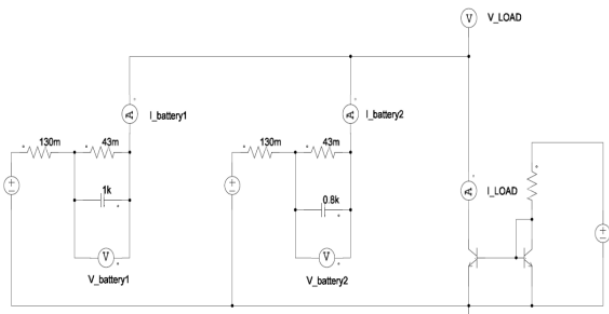 V
V_LOAD
A
I_battery1
A
I_battery2
130m
43m
130m
43m
1k
0.8k
A
I_LOAD
V
V_battery1
V
V_battery2